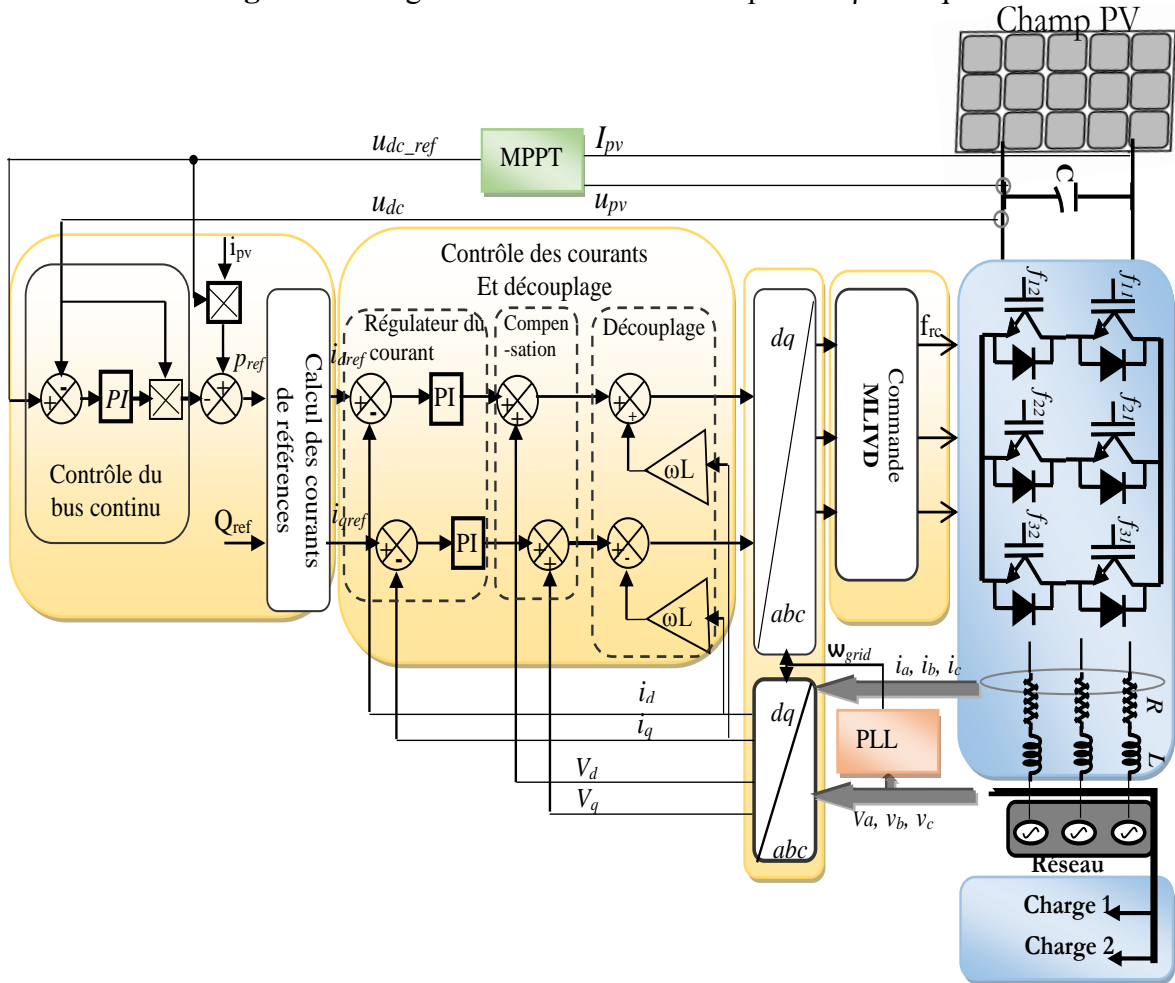 Champ PV
u_dc_ref
MPPT
I_pv
u_dc
u_pv
C
i_pv
Contrôle des courants
Et découplage
Régulateur du
courant
Compen
-sation
Découplage
p_ref
i_dref
PI
PI
Contrôle du
bus continu
Q_ref
Calcul des courants
de références
i_qref
PI
ωL
ωL
dq
abc
Commande
MLIVD
f_rc
f_12
f_11
f_22
f_21
f_32
f_31
ω_grid
i_a, i_b, i_c
R
L
i_d
i_q
dq
abc
PLL
V_d
V_q
Va, v_b, v_c
Réseau
Charge 1
Charge 2